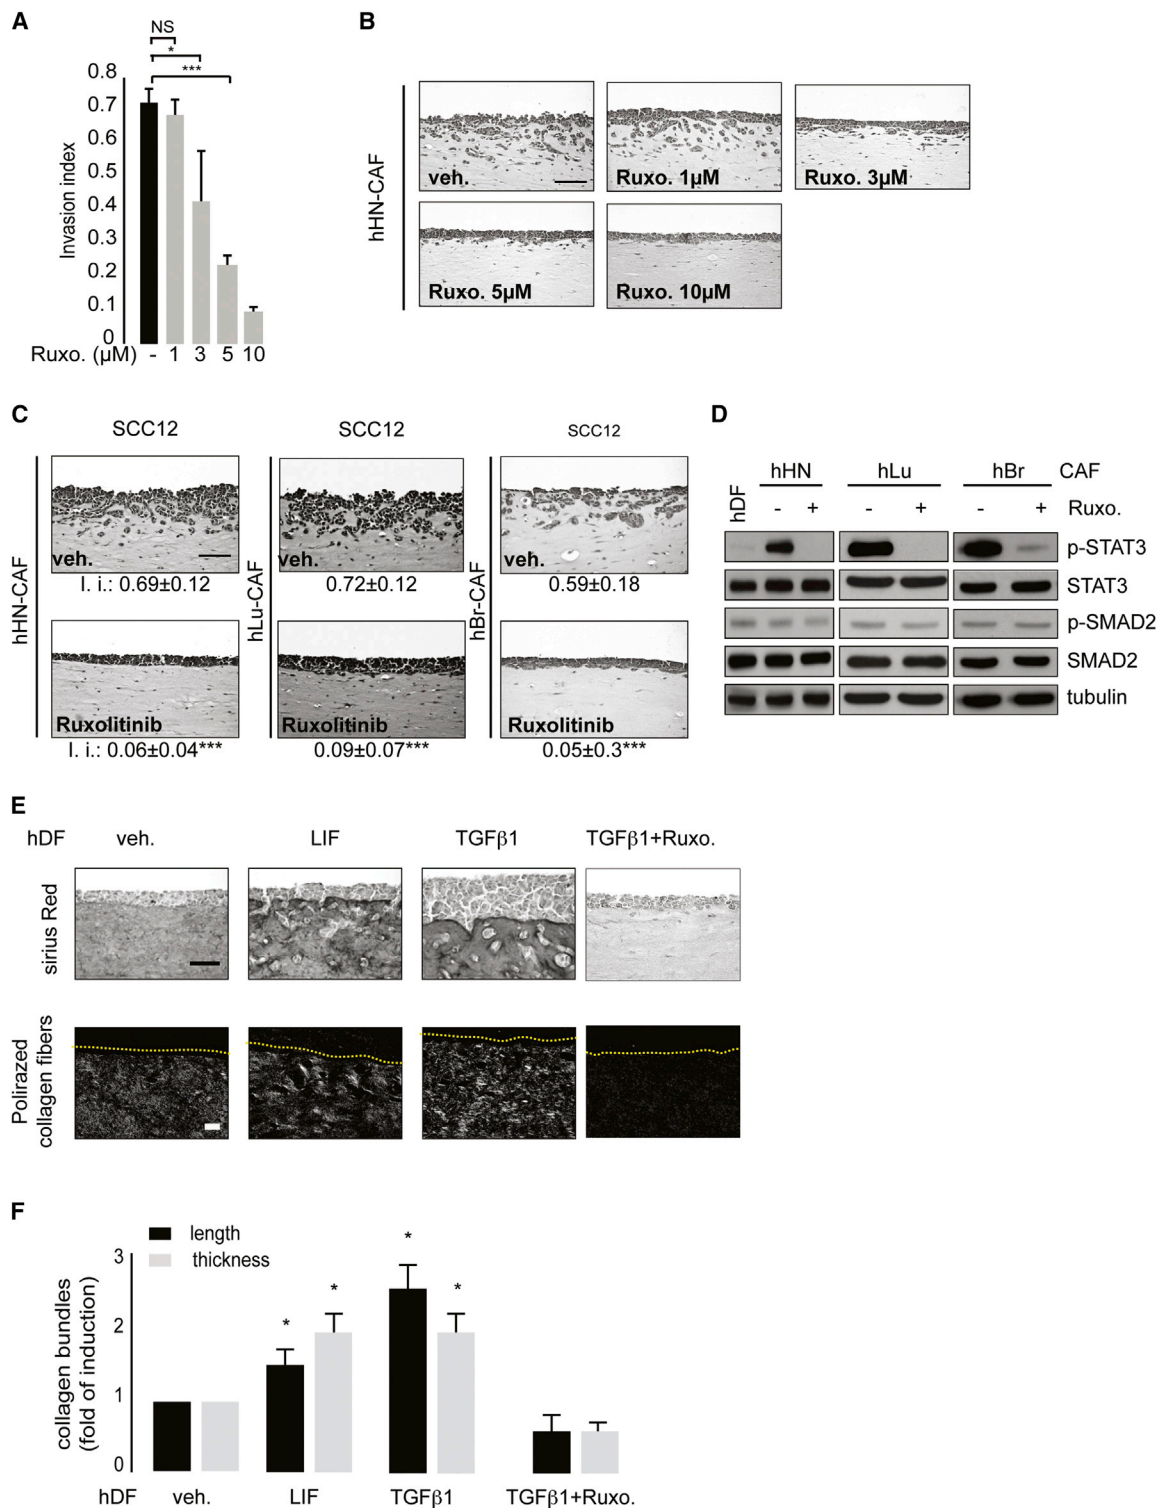 A
NS
*
***
Invasion index
0.8
0.7
0.6
0.5
0.4
0.3
0.2
0.1
0
Ruxo. (µM) - 1 3 5 10
B
hHN-CAF
veh.
Ruxo. 1µM
Ruxo. 3µM
Ruxo. 5µM
Ruxo. 10µM
C
SCC12
SCC12
SCC12
hHN-CAF
veh.
I. i.: 0.69±0.12
Ruxolitinib
I. i.: 0.06±0.04***
hLu-CAF
veh.
0.72±0.12
Ruxolitinib
0.09±0.07***
hBr-CAF
veh.
0.59±0.18
Ruxolitinib
0.05±0.3***
D
hDF
hHN hLu hBr CAF
- + - + - + Ruxo.
p-STAT3
STAT3
p-SMAD2
SMAD2
tubulin
E
hDF veh. LIF TGFβ1 TGFβ1+Ruxo.
sirius Red
Polirazed
collagen fibers
F
length
thickness
collagen bundles
(fold of induction)
3
2
1
0
* * * *
hDF veh. LIF TGFβ1 TGFβ1+Ruxo.